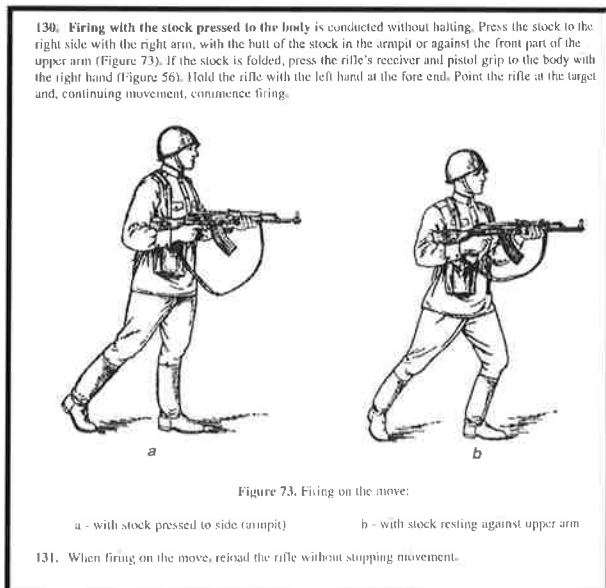 130. Firing with the stock pressed to the body is conducted without halting. Press the stock to the
right side with the right arm, with the butt of the stock in the armpit or against the front part of the
upper arm (Figure 73). If the stock is folded, press the rifle's receiver and pistol grip to the body with
the right hand (Figure 56). Hold the rifle with the left hand at the fore end. Point the rifle at the target
and, continuing movement, commence firing.
a
b
Figure 73. Firing on the move:
a - with stock pressed to side (armpit)
b - with stock resting against upper arm
131. When firing on the move, reload the rifle without stopping movement.